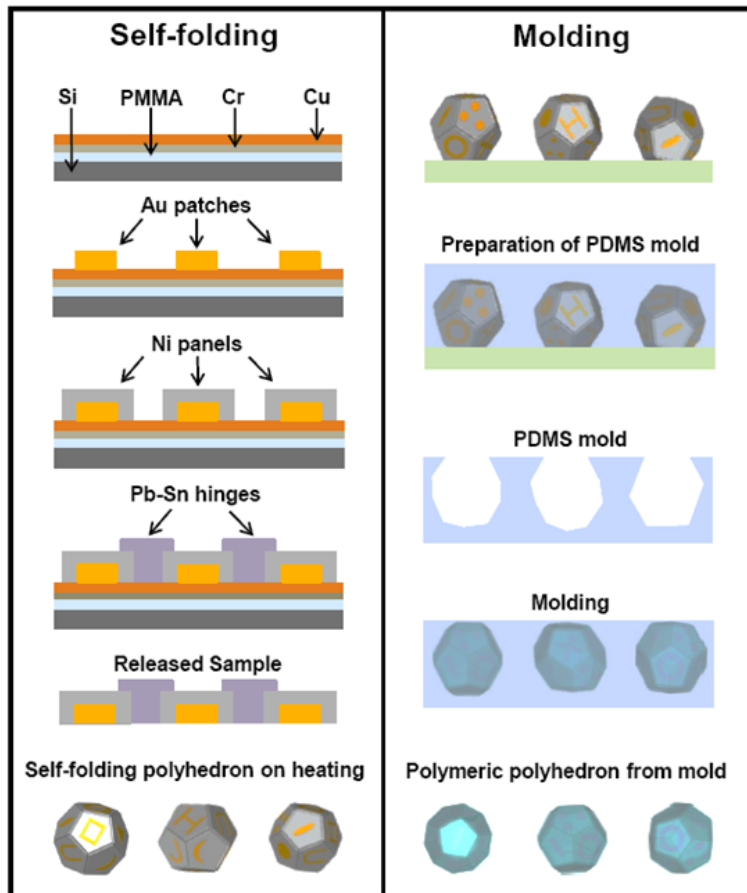 Self-folding
Si PMMA Cr Cu
Au patches
Ni panels
Pb-Sn hinges
Released Sample
Self-folding polyhedron on heating
Molding
Preparation of PDMS mold
PDMS mold
Molding
Polymeric polyhedron from mold